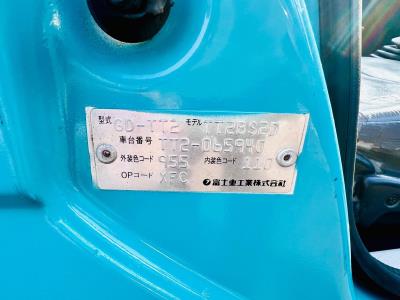 型式 GD-TT2 モデル TT2BS2D
車台番号 TT2-065940
外装色コード 955 内装色コード 117
OPコード XFC
富士重工業株式会社